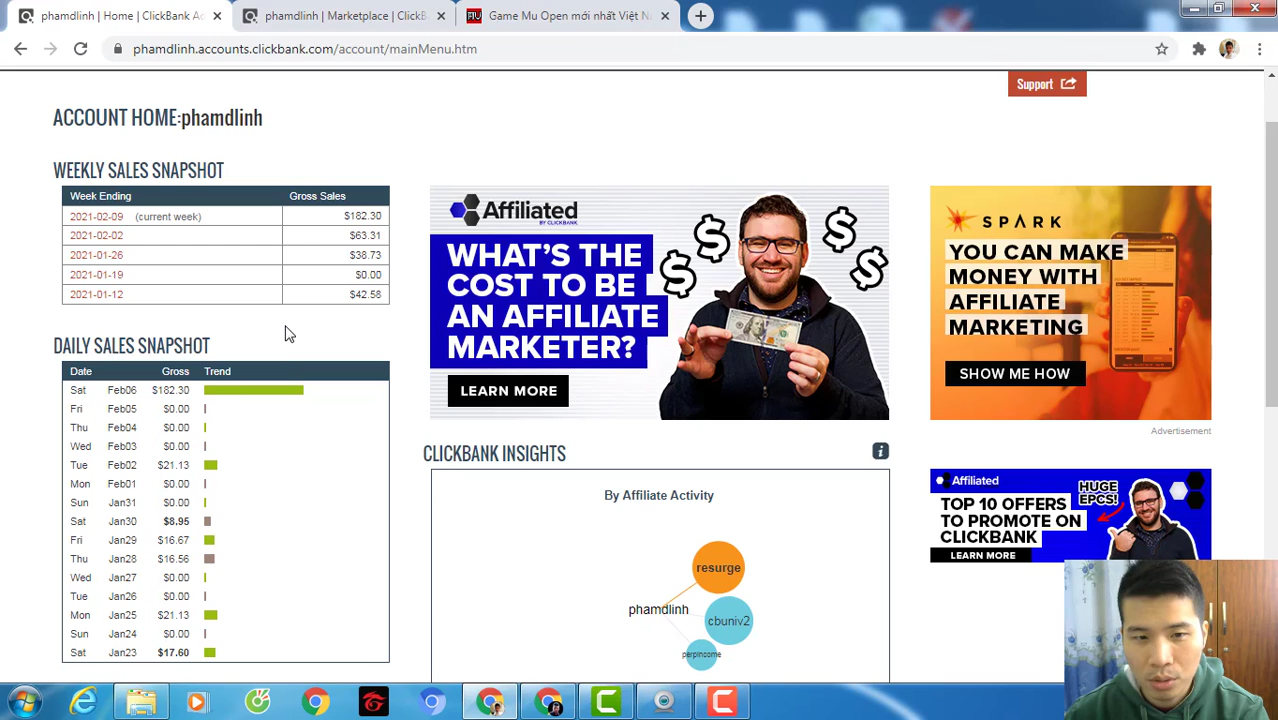 phamdlinh | Home | ClickBank Ac
phamdlinh | Marketplace | ClickB
Game Mu Open mới nhất Việt N
phamdlinh.accounts.clickbank.com/account/mainMenu.htm
Support
ACCOUNT HOME:phamdlinh
WEEKLY SALES SNAPSHOT
Week Ending Gross Sales
2021-02-09 (current week) $182.30
2021-02-02 $63.31
2021-01-26 $38.73
2021-01-19 $0.00
2021-01-12 $42.58
DAILY SALES SNAPSHOT
Date Gross Trend
Sat Feb06 $182.3
Fri Feb05 $0.00
Thu Feb04 $0.00
Wed Feb03 $0.00
Tue Feb02 $21.13
Mon Feb01 $0.00
Sun Jan31 $0.00
Sat Jan30 $8.95
Fri Jan29 $16.67
Thu Jan28 $16.56
Wed Jan27 $0.00
Tue Jan26 $0.00
Mon Jan25 $21.13
Sun Jan24 $0.00
Sat Jan23 $17.60
Affiliated
BY CLICKBANK
WHAT'S THE
COST TO BE
AN AFFILIATE
MARKETER?
LEARN MORE
SPARK
YOU CAN MAKE
MONEY WITH
AFFILIATE
MARKETING
SHOW ME HOW
Advertisement
CLICKBANK INSIGHTS
By Affiliate Activity
resurge
phamdlinh
cbuniv2
perpincome
Affiliated
HUGE
EPCS!
TOP 10 OFFERS
TO PROMOTE ON
CLICKBANK
LEARN MORE